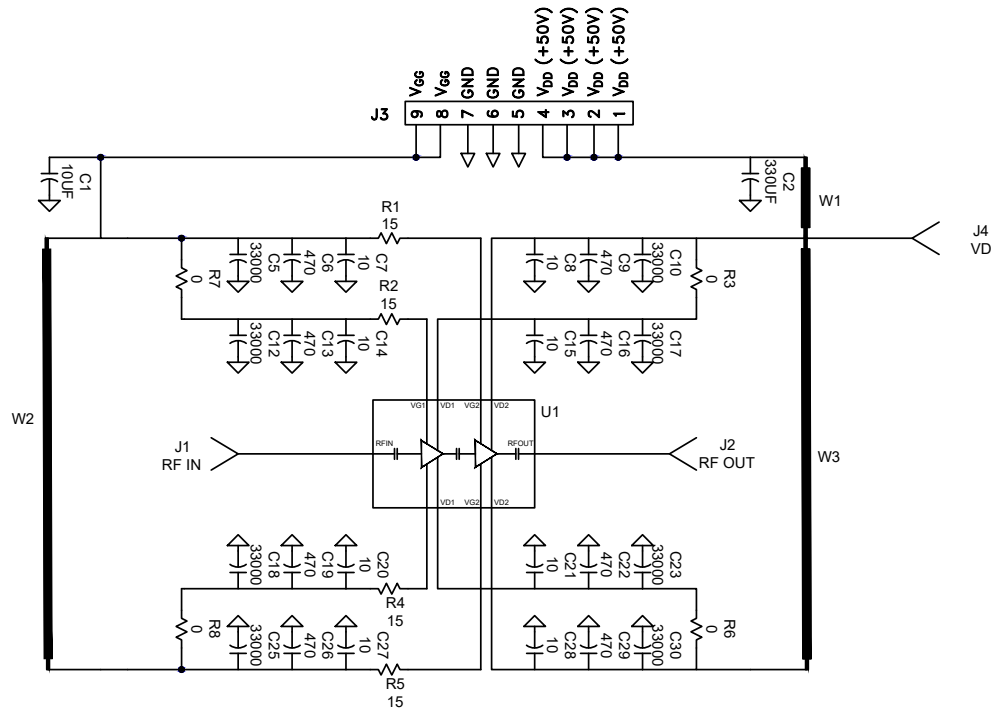 VGG
VGG
GND
GND
GND
VDD (+50V)
VDD (+50V)
VDD (+50V)
VDD (+50V)
J3
9
8
7
6
5
4
3
2
1
C1
10UF
C2
330UF
W1
J4
VD
R1
15
33000
C5
470
C6
10
C7
R7
0
R2
15
33000
C12
470
C13
10
C14
10
C8
470
C9
33000
C10
R3
0
10
C15
470
C16
33000
C17
W2
W3
U1
VG1
VD1
VG2
VD2
RFIN
RFOUT
VD1
VG2
VD2
J1
RF IN
J2
RF OUT
33000
C18
470
C19
10
C20
R4
15
R8
0
33000
C25
470
C26
10
C27
R5
15
10
C21
470
C22
33000
C23
R6
0
10
C28
470
C29
33000
C30